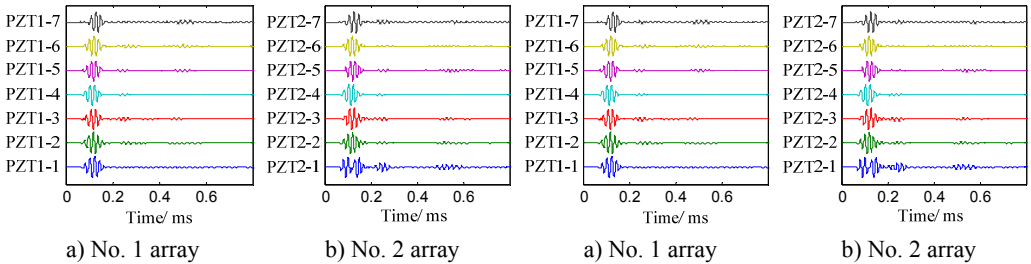 PZT1-7
PZT1-6
PZT1-5
PZT1-4
PZT1-3
PZT1-2
PZT1-1
0 0.2 0.4 0.6
Time/ ms
a) No. 1 array
PZT2-7
PZT2-6
PZT2-5
PZT2-4
PZT2-3
PZT2-2
PZT2-1
0 0.2 0.4 0.6
Time/ ms
b) No. 2 array
PZT1-7
PZT1-6
PZT1-5
PZT1-4
PZT1-3
PZT1-2
PZT1-1
0 0.2 0.4 0.6
Time/ ms
a) No. 1 array
PZT2-7
PZT2-6
PZT2-5
PZT2-4
PZT2-3
PZT2-2
PZT2-1
0 0.2 0.6
Time/ ms
b) No. 2 array